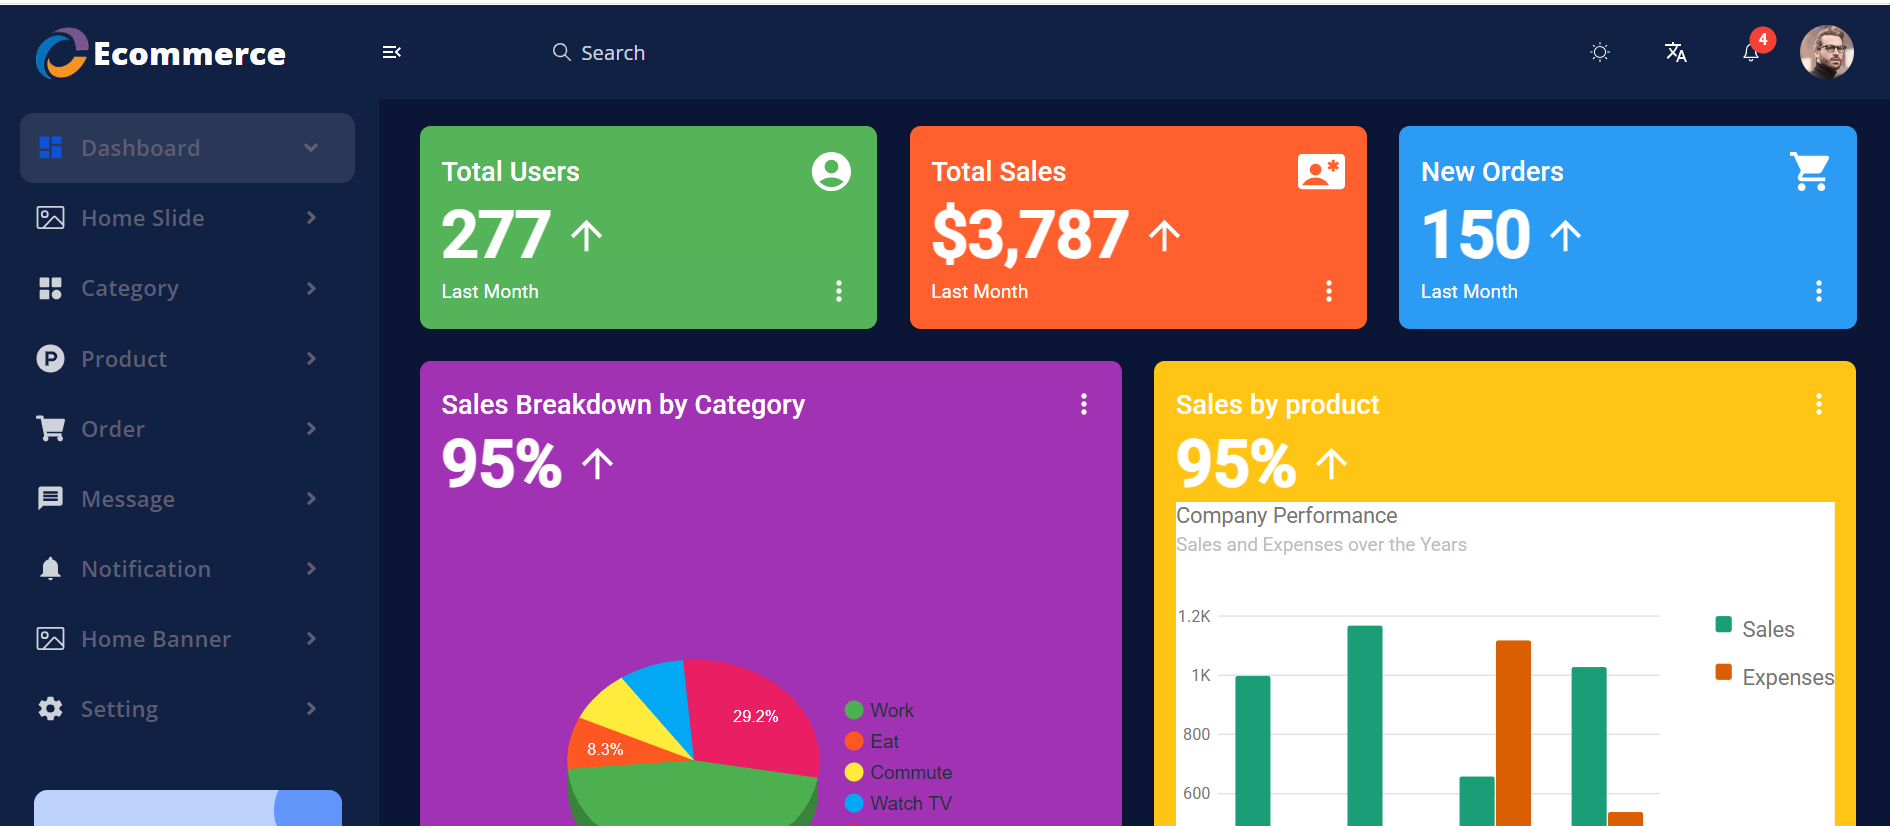 Ecommerce
Search
4
Dashboard
Home Slide
Category
Product
Order
Message
Notification
Home Banner
Setting
Total Users
277
Last Month
Total Sales
$3,787
Last Month
New Orders
150
Last Month
Sales Breakdown by Category
95%
29.2%
8.3%
Work
Eat
Commute
Watch TV
Sales by product
95%
Company Performance
Sales and Expenses over the Years
1.2K
1K
800
600
Sales
Expenses